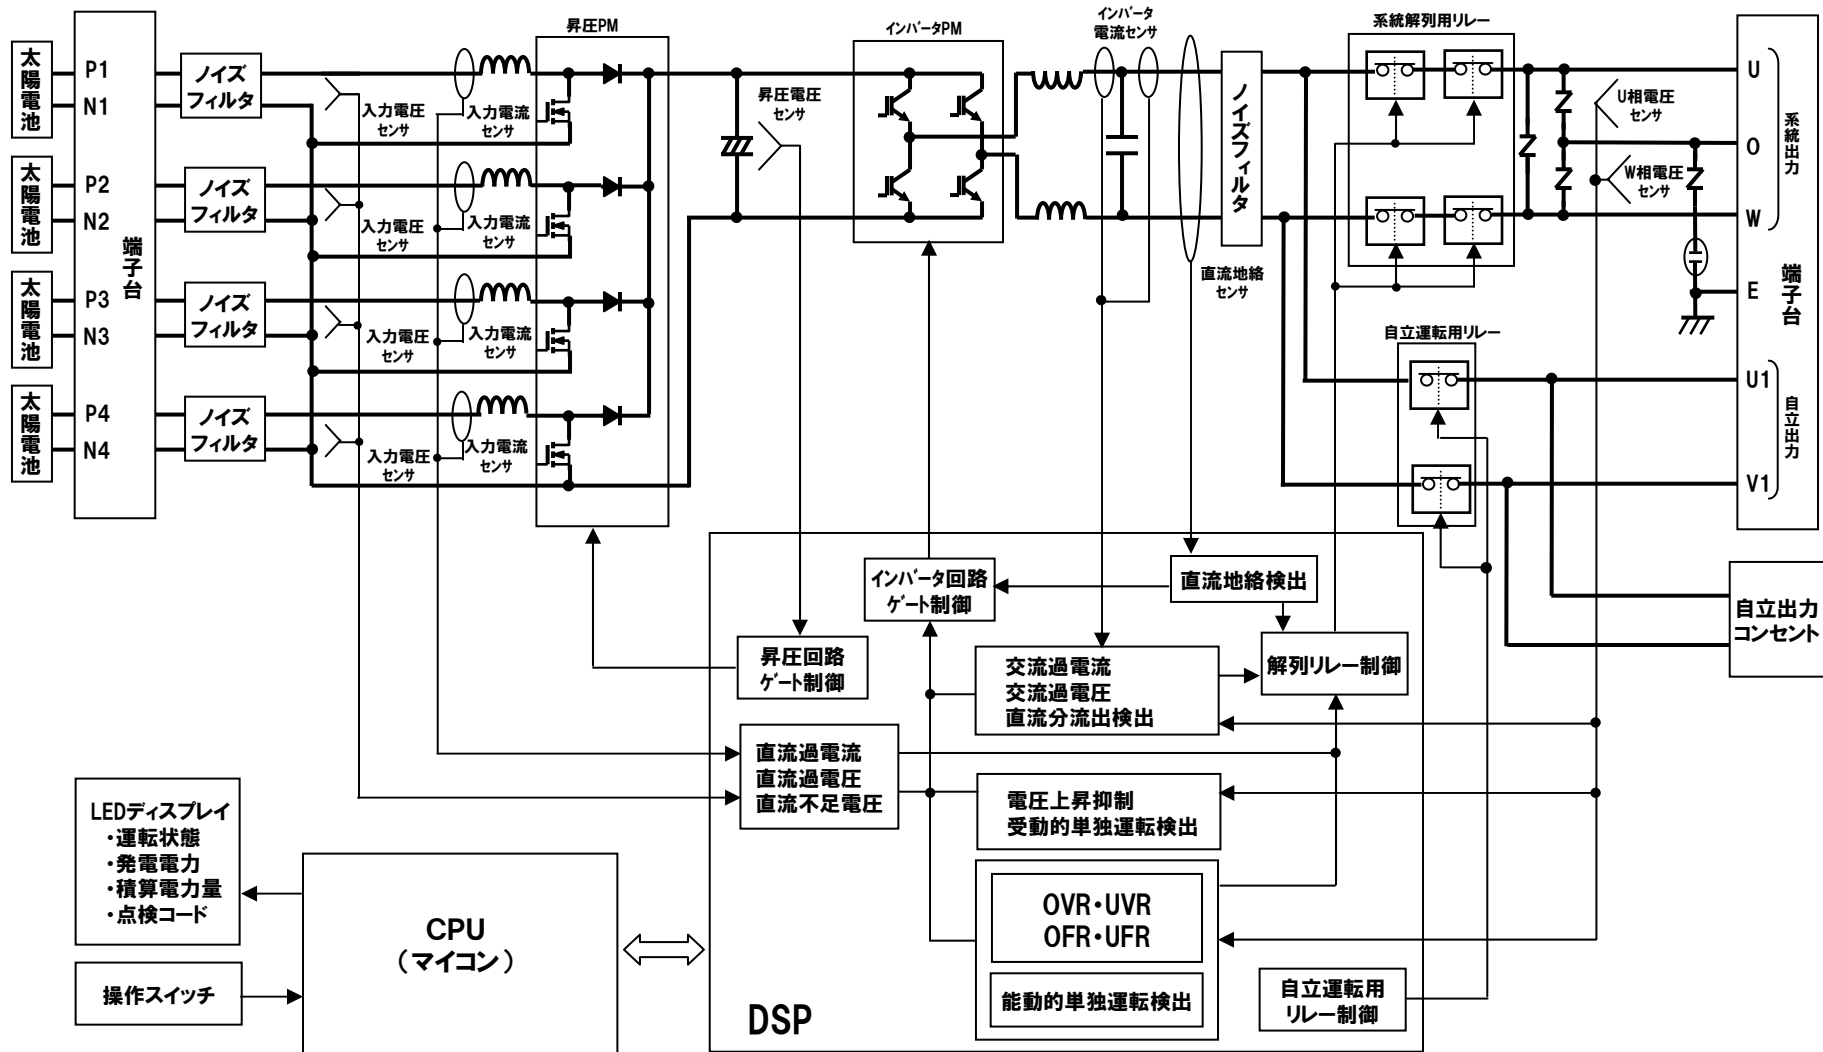 昇圧PM
インバータPM
インバータ
電流センサ
系統解列用リレー
太陽電池
P1
N1
ノイズ
フィルタ
入力電圧
センサ
入力電流
センサ
昇圧電圧
センサ
ノイズフィルタ
U相電圧
センサ
U
系統出力
O
W相電圧
センサ
W
太陽電池
P2
N2
ノイズ
フィルタ
入力電圧
センサ
入力電流
センサ
端子台
直流地絡
センサ
E
端子台
太陽電池
P3
N3
ノイズ
フィルタ
入力電圧
センサ
入力電流
センサ
自立運転用リレー
U1
自立出力
V1
太陽電池
P4
N4
ノイズ
フィルタ
入力電圧
センサ
入力電流
センサ
インバータ回路
ゲート制御
直流地絡検出
自立出力
コンセント
昇圧回路
ゲート制御
交流過電流
交流過電圧
直流分流出検出
解列リレー制御
直流過電流
直流過電圧
直流不足電圧
電圧上昇抑制
受動的単独運転検出
LEDディスプレイ
・運転状態
・発電電力
・積算電力量
・点検コード
CPU
（マイコン）
OVR・UVR
OFR・UFR
能動的単独運転検出
自立運転用
リレー制御
操作スイッチ
DSP